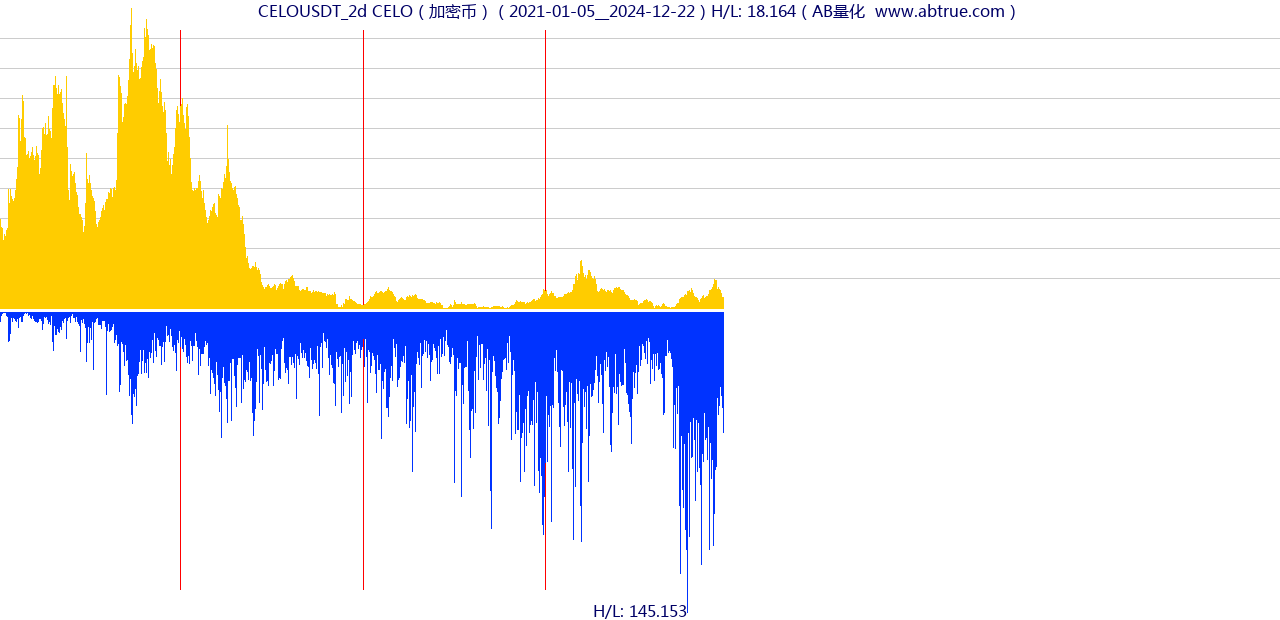 CELOUSDT_2d CELO ( 加密币 ) ( 2021-01-05__2024-12-22 ) H/L: 18.164 ( AB量化 www.abtrue.com )
H/L: 145.153